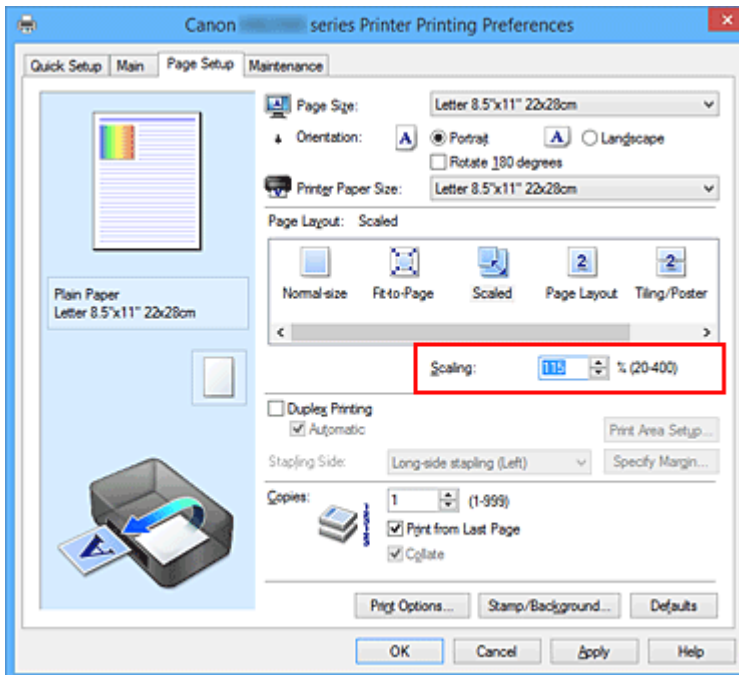 Canon series Printer Printing Preferences
Quick Setup Main Page Setup Maintenance
Page Size: Letter 8.5"x11" 22x28cm
Orientation: A Portrait A Landscape
Rotate 180 degrees
Printer Paper Size: Letter 8.5"x11" 22x28cm
Page Layout: Scaled
Normal-size Fit-to-Page Scaled Page Layout Tiling/Poster
Plain Paper
Letter 8.5"x11" 22x28cm
Scaling: 115 % (20-400)
Duplex Printing
Automatic Print Area Setup...
Stapling Side: Long-side stapling (Left) Specify Margin...
Copies: 1 (1-999)
Print from Last Page
Collate
Print Options... Stamp/Background... Defaults
OK Cancel Apply Help